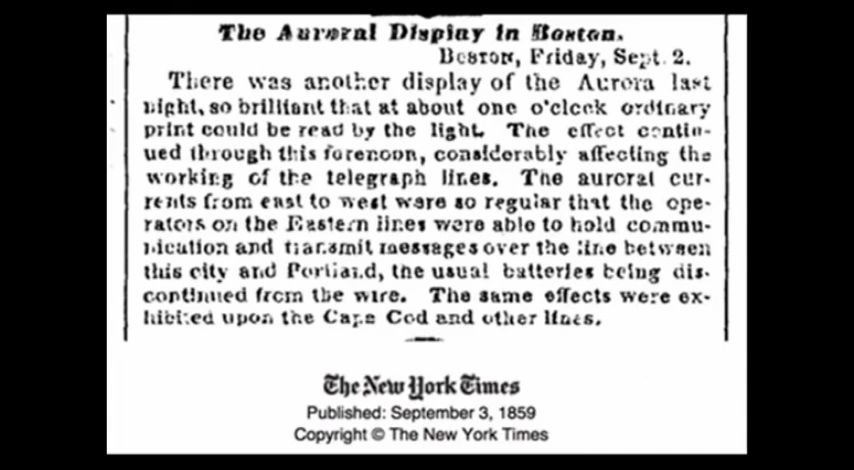 The Auroral Display in Boston.
BOSTON, Friday, Sept. 2.
There was another display of the Aurora last
night, so brilliant that at about one o'clock ordinary
print could be read by the light. The effect contin-
ued through this forenoon, considerably affecting the
working of the telegraph lines. The auroral cur-
rents from east to west were so regular that the ope-
rators on the Eastern lines were able to hold commu-
nication and transmit messages over the line between
this city and Portland, the usual batteries being dis-
continued from the wire. The same effects were ex-
hibited upon the Cape Cod and other lines.
The New York Times
Published: September 3, 1859
Copyright © The New York Times